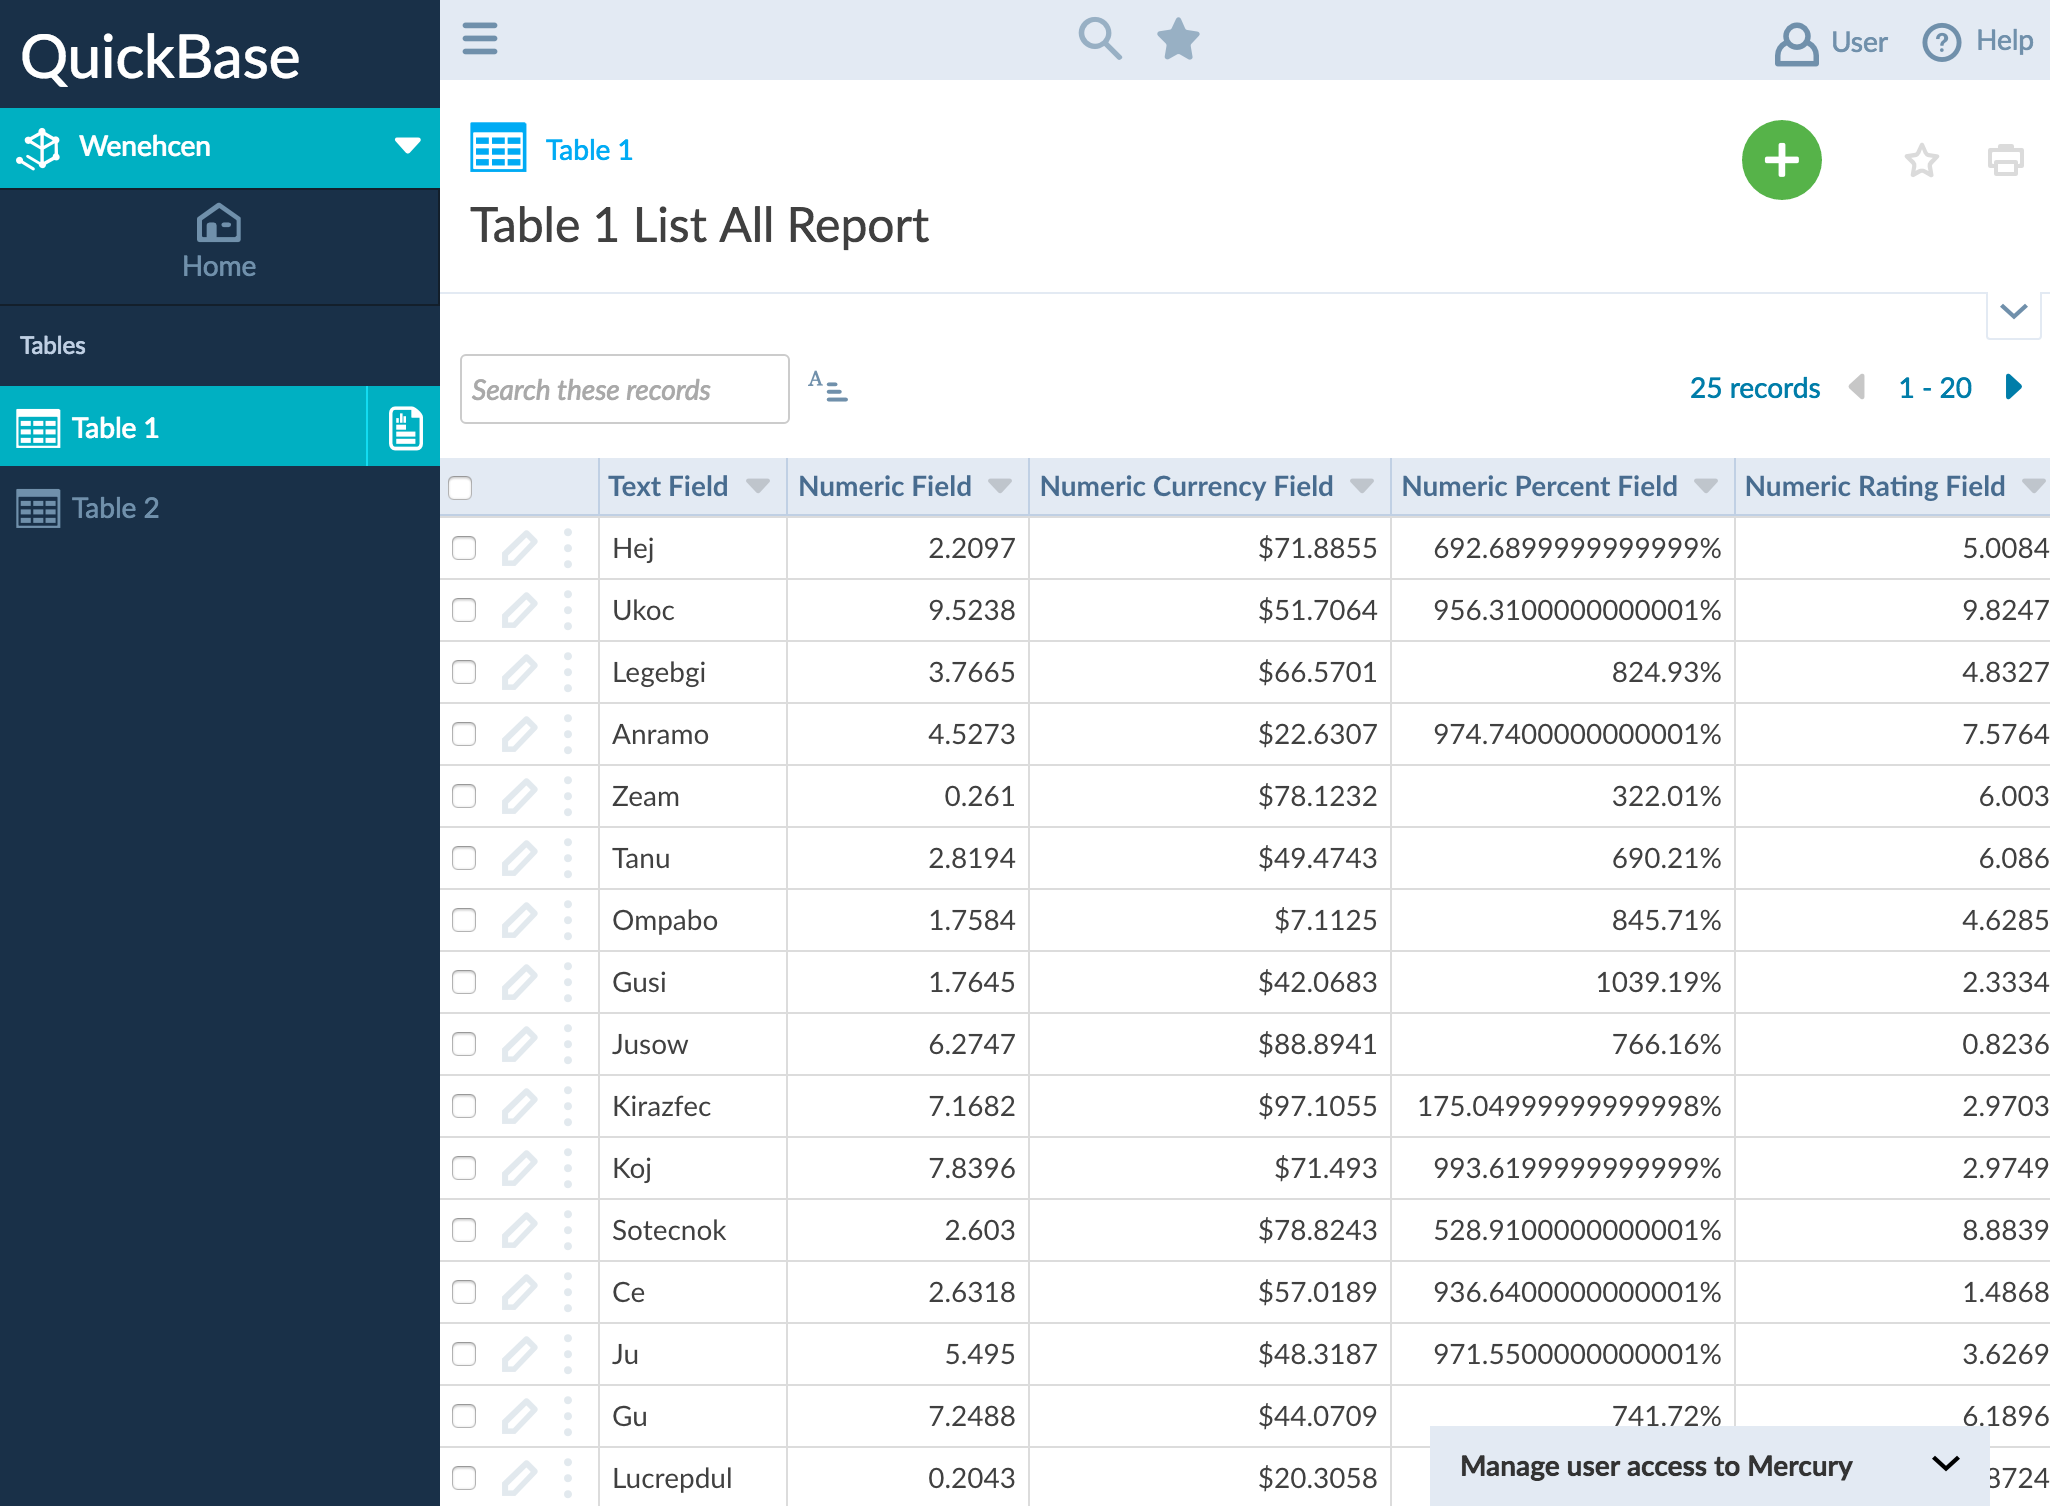 QuickBase
User
Help
Wenehcen
Home
Tables
Table 1
Table 2
Table 1
Table 1 List All Report
Search these records
A
25 records 1 - 20
Text Field Numeric Field Numeric Currency Field Numeric Percent Field Numeric Rating Field
Hej 2.2097 $71.8855 692.6899999999999% 5.0084
Ukoc 9.5238 $51.7064 956.3100000000001% 9.8247
Legebgi 3.7665 $66.5701 824.93% 4.8327
Anramo 4.5273 $22.6307 974.7400000000001% 7.5764
Zeam 0.261 $78.1232 322.01% 6.003
Tanu 2.8194 $49.4743 690.21% 6.086
Ompabo 1.7584 $7.1125 845.71% 4.6285
Gusi 1.7645 $42.0683 1039.19% 2.3334
Jusow 6.2747 $88.8941 766.16% 0.8236
Kirazfec 7.1682 $97.1055 175.04999999999998% 2.9703
Koj 7.8396 $71.493 993.6199999999999% 2.9749
Sotecnok 2.603 $78.8243 528.9100000000001% 8.8839
Ce 2.6318 $57.0189 936.6400000000001% 1.4868
Ju 5.495 $48.3187 971.5500000000001% 3.6269
Gu 7.2488 $44.0709 741.72% 6.1896
Lucrepdul 0.2043 $20.3058
Manage user access to Mercury